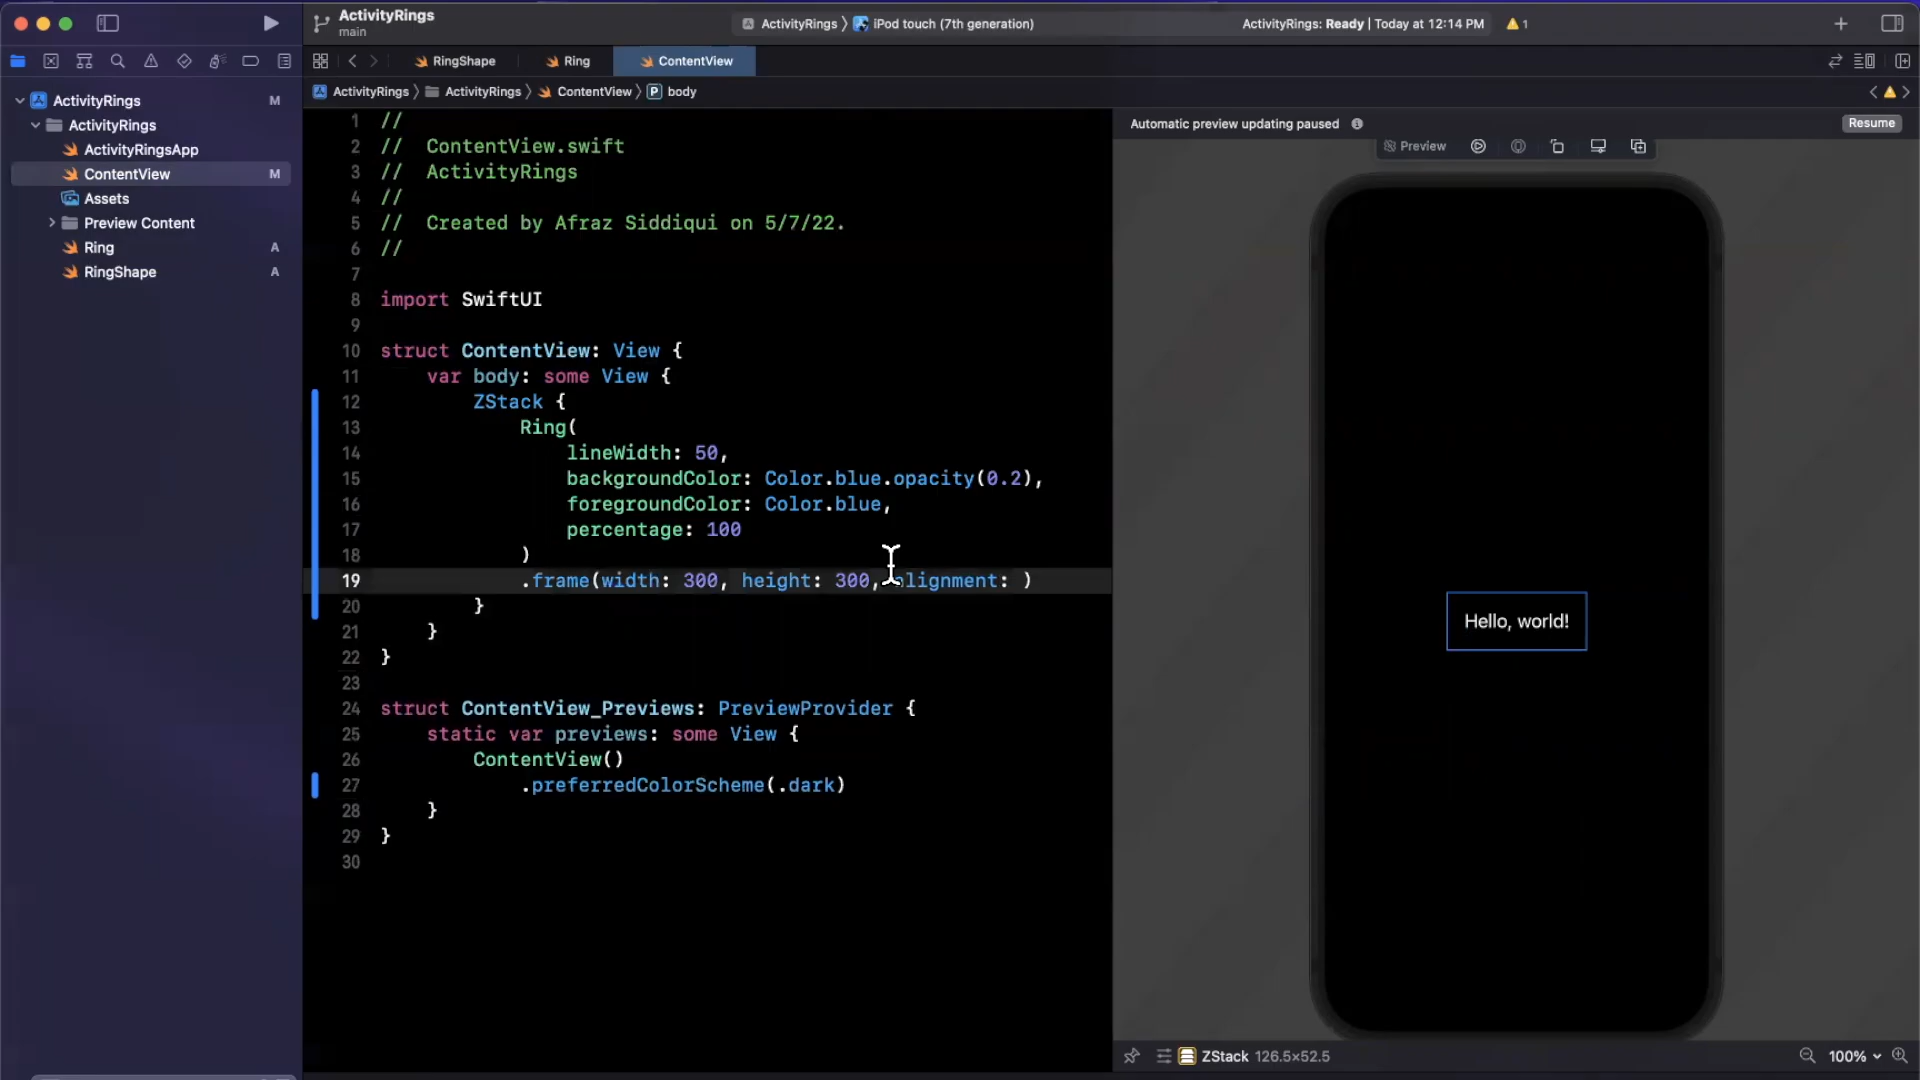 ActivityRings
main
ActivityRings 〉 iPod touch (7th generation)
ActivityRings: Ready | Today at 12:14 PM
1
RingShape
Ring
ContentView
ActivityRings 〉 ActivityRings 〉 ContentView 〉 P body
ActivityRings M
ActivityRings
ActivityRingsApp
ContentView M
Assets
Preview Content
Ring A
RingShape A
1 //
2 //  ContentView.swift
3 //  ActivityRings
4 //
5 //  Created by Afraz Siddiqui on 5/7/22.
6 //
7
8 import SwiftUI
9
10 struct ContentView: View {
11     var body: some View {
12         ZStack {
13             Ring(
14                 lineWidth: 50,
15                 backgroundColor: Color.blue.opacity(0.2),
16                 foregroundColor: Color.blue,
17                 percentage: 100
18             )
19             .frame(width: 300, height: 300, alignment: )
20         }
21     }
22 }
23
24 struct ContentView_Previews: PreviewProvider {
25     static var previews: some View {
26         ContentView()
27             .preferredColorScheme(.dark)
28     }
29 }
30
Automatic preview updating paused
Resume
Preview
Hello, world!
ZStack 126.5×52.5
100%